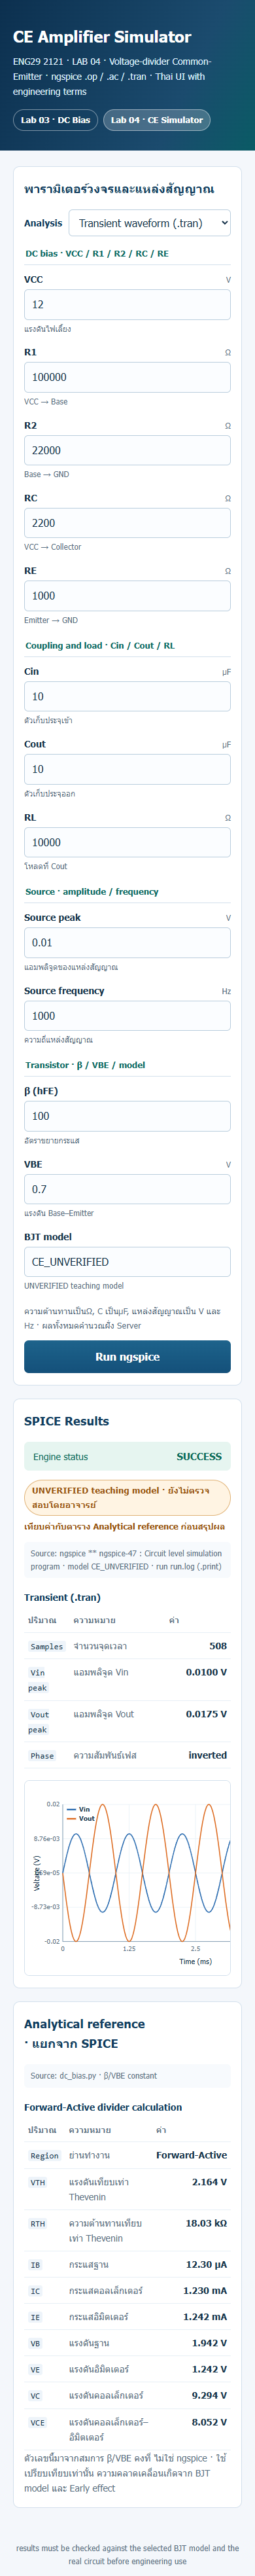 CE Amplifier Simulator
ENG29 2121 · LAB 04 · Voltage-divider Common-
Emitter · ngspice .op / .ac / .tran · Thai UI with
engineering terms
Lab 03 · DC Bias
Lab 04 · CE Simulator
พารามิเตอร์วงจรและแหล่งสัญญาณ
Analysis Transient waveform (.tran)
DC bias · VCC / R1 / R2 / RC / RE
VCC V
12
แรงดันไฟเลี้ยง
R1 Ω
100000
VCC → Base
R2 Ω
22000
Base → GND
RC Ω
2200
VCC → Collector
RE Ω
1000
Emitter → GND
Coupling and load · Cin / Cout / RL
Cin µF
10
ตัวเก็บประจุเข้า
Cout µF
10
ตัวเก็บประจุออก
RL Ω
10000
โหลดที่ Cout
Source · amplitude / frequency
Source peak V
0.01
แอมพลิจูดของแหล่งสัญญาณ
Source frequency Hz
1000
ความถี่แหล่งสัญญาณ
Transistor · β / VBE / model
β (hFE)
100
อัตราขยายกระแส
VBE V
0.7
แรงดัน Base–Emitter
BJT model
CE_UNVERIFIED
UNVERIFIED teaching model
ความต้านทานเป็นΩ, C เป็นµF, แหล่งสัญญาณเป็น V และ
Hz · ผลทั้งหมดคำนวณฝั่ง Server
Run ngspice
SPICE Results
Engine status SUCCESS
UNVERIFIED teaching model · ยังไม่ตรวจ
สอบโดยอาจารย์
เทียบค่ากับตาราง Analytical reference ก่อนสรุปผล
Source: ngspice ** ngspice-47 : Circuit level simulation
program · model CE_UNVERIFIED · run run.log (.print)
Transient (.tran)
ปริมาณ ความหมาย ค่า
Samples จำนวนจุดเวลา 508
Vin peak แอมพลิจูด Vin 0.0100 V
Vout peak แอมพลิจูด Vout 0.0175 V
Phase ความสัมพันธ์เฟส inverted
Vin
Vout
0.02
8.76e-03
-8.73e-03
-0.02
Voltage (V)
0 1.25 2.5
Time (ms)
Analytical reference
· แยกจาก SPICE
Source: dc_bias.py · β/VBE constant
Forward-Active divider calculation
ปริมาณ ความหมาย ค่า
Region ย่านทำงาน Forward-Active
VTH แรงดันเทียบเท่า Thevenin 2.164 V
RTH ความต้านทานเทียบเท่า Thevenin 18.03 kΩ
IB กระแสฐาน 12.30 µA
IC กระแสคอลเล็กเตอร์ 1.230 mA
IE กระแสอิมิตเตอร์ 1.242 mA
VB แรงดันฐาน 1.942 V
VE แรงดันอิมิตเตอร์ 1.242 V
VC แรงดันคอลเล็กเตอร์ 9.294 V
VCE แรงดันคอลเล็กเตอร์–อิมิตเตอร์ 8.052 V
ตัวเลขนี้มาจากสมการ β/VBE คงที่ ไม่ใช่ ngspice · ใช้
เปรียบเทียบเท่านั้น ความคลาดเคลื่อนเกิดจาก BJT
model และ Early effect
results must be checked against the selected BJT model and the
real circuit before engineering use